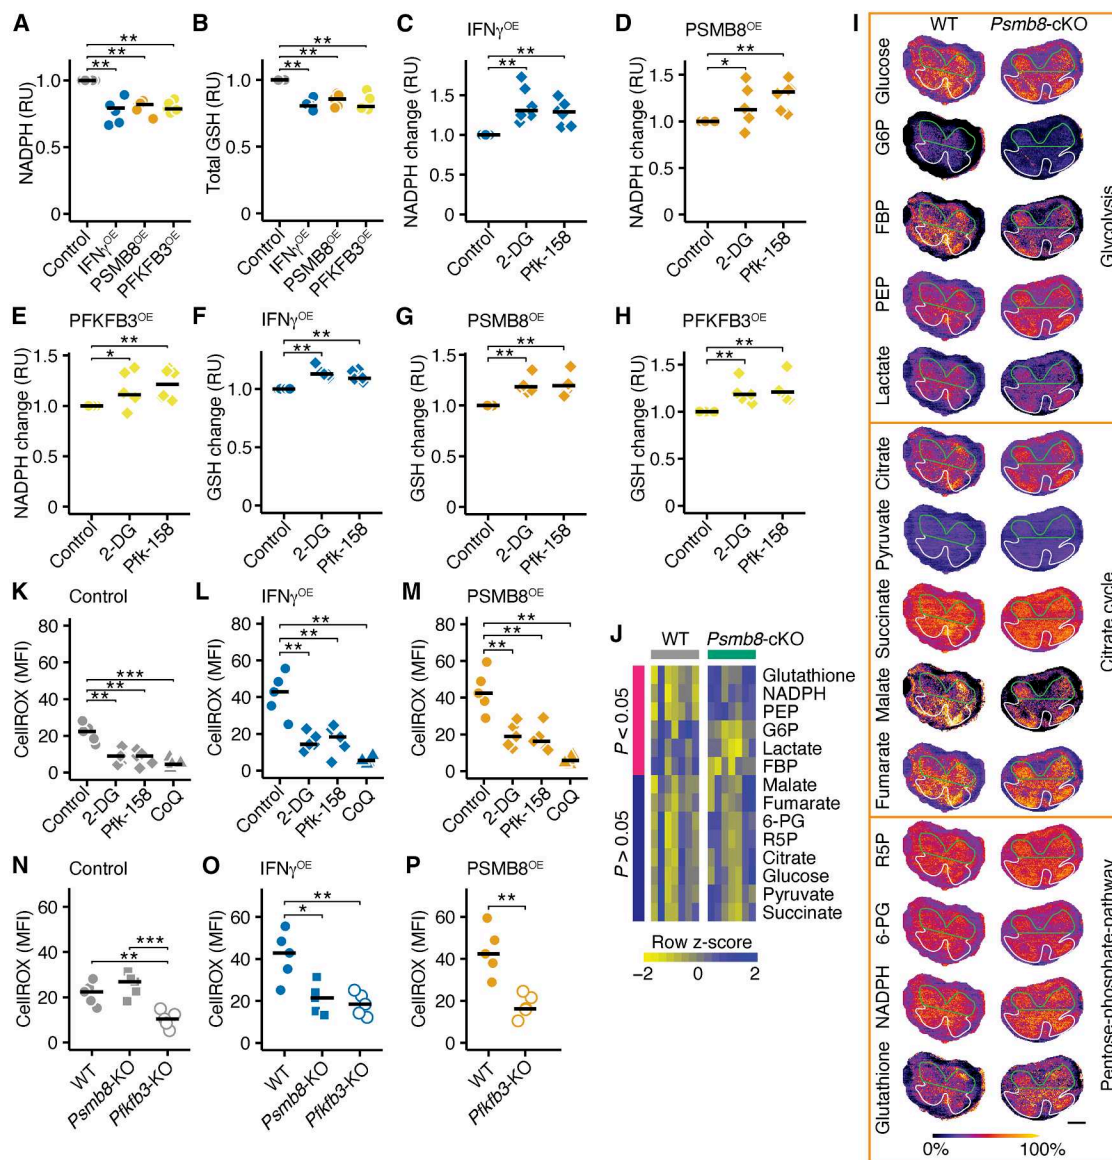 A
NADPH (RU)
1.0
0.5
0
**
**
**
Control
IFNγOE
PSMB8OE
PFKFB3OE
B
Total GSH (RU)
1.0
0.5
0
**
**
**
Control
IFNγOE
PSMB8OE
PFKFB3OE
C
IFNγOE
NADPH change (RU)
1.5
1.0
0.5
0
**
**
Control
2-DG
Pfk-158
D
PSMB8OE
NADPH change (RU)
1.5
1.0
0.5
0
**
*
Control
2-DG
Pfk-158
E
PFKFB3OE
NADPH change (RU)
1.5
1.0
0.5
0
**
*
Control
2-DG
Pfk-158
F
IFNγOE
GSH change (RU)
1.0
0.5
0
**
**
Control
2-DG
Pfk-158
G
PSMB8OE
GSH change (RU)
1.5
1.0
0.5
0
**
**
Control
2-DG
Pfk-158
H
PFKFB3OE
GSH change (RU)
1.5
1.0
0.5
0
**
**
Control
2-DG
Pfk-158
I
WT
Psmb8-cKO
Glucose
G6P
FBP
PEP
Lactate
Glycolysis
Citrate
Pyruvate
Succinate
Malate
Fumarate
Citrate cycle
R5P
6-PG
NADPH
Glutathione
Pentose-phosphate-pathway
0%
100%
J
WT
Psmb8-cKO
P < 0.05
P > 0.05
Glutathione
NADPH
PEP
G6P
Lactate
FBP
Malate
Fumarate
6-PG
R5P
Citrate
Glucose
Pyruvate
Succinate
Row z-score
−2
0
2
K
Control
CellROX (MFI)
80
60
40
20
0
***
**
**
Control
2-DG
Pfk-158
CoQ
L
IFNγOE
CellROX (MFI)
80
60
40
20
0
**
**
**
Control
2-DG
Pfk-158
CoQ
M
PSMB8OE
CellROX (MFI)
80
60
40
20
0
**
**
**
Control
2-DG
Pfk-158
CoQ
N
Control
CellROX (MFI)
60
40
20
0
***
**
WT
Psmb8-KO
Pfkfb3-KO
O
IFNγOE
CellROX (MFI)
60
40
20
0
**
*
WT
Psmb8-KO
Pfkfb3-KO
P
PSMB8OE
CellROX (MFI)
60
40
20
0
**
WT
Pfkfb3-KO